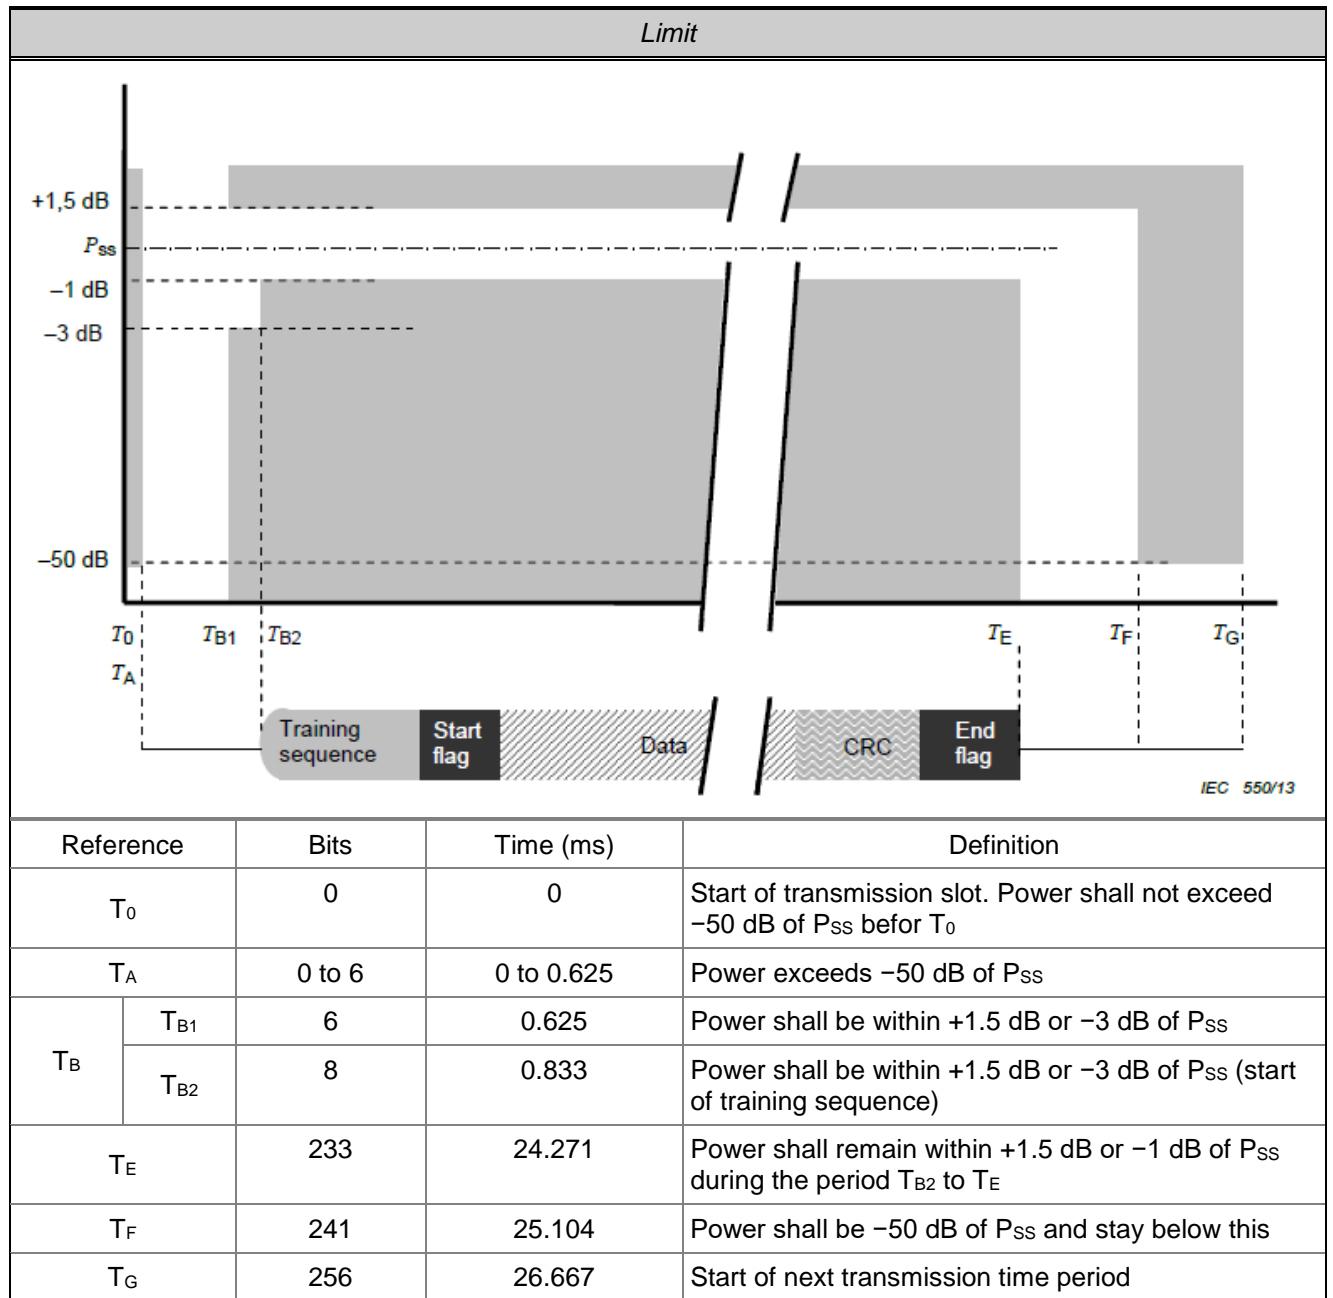 Limit
+1,5 dB
PSS
–1 dB
–3 dB
–50 dB
T0 TB1 TB2 TE TF TG
TA
Training sequence
Start flag
Data
CRC
End flag
IEC 550/13
Reference Bits Time (ms) Definition
T0 0 0 Start of transmission slot. Power shall not exceed
−50 dB of PSS befor T0
TA 0 to 6 0 to 0.625 Power exceeds −50 dB of PSS
TB TB1 6 0.625 Power shall be within +1.5 dB or −3 dB of PSS
TB2 8 0.833 Power shall be within +1.5 dB or −3 dB of PSS (start
of training sequence)
TE 233 24.271 Power shall remain within +1.5 dB or −1 dB of PSS
during the period TB2 to TE
TF 241 25.104 Power shall be −50 dB of PSS and stay below this
TG 256 26.667 Start of next transmission time period